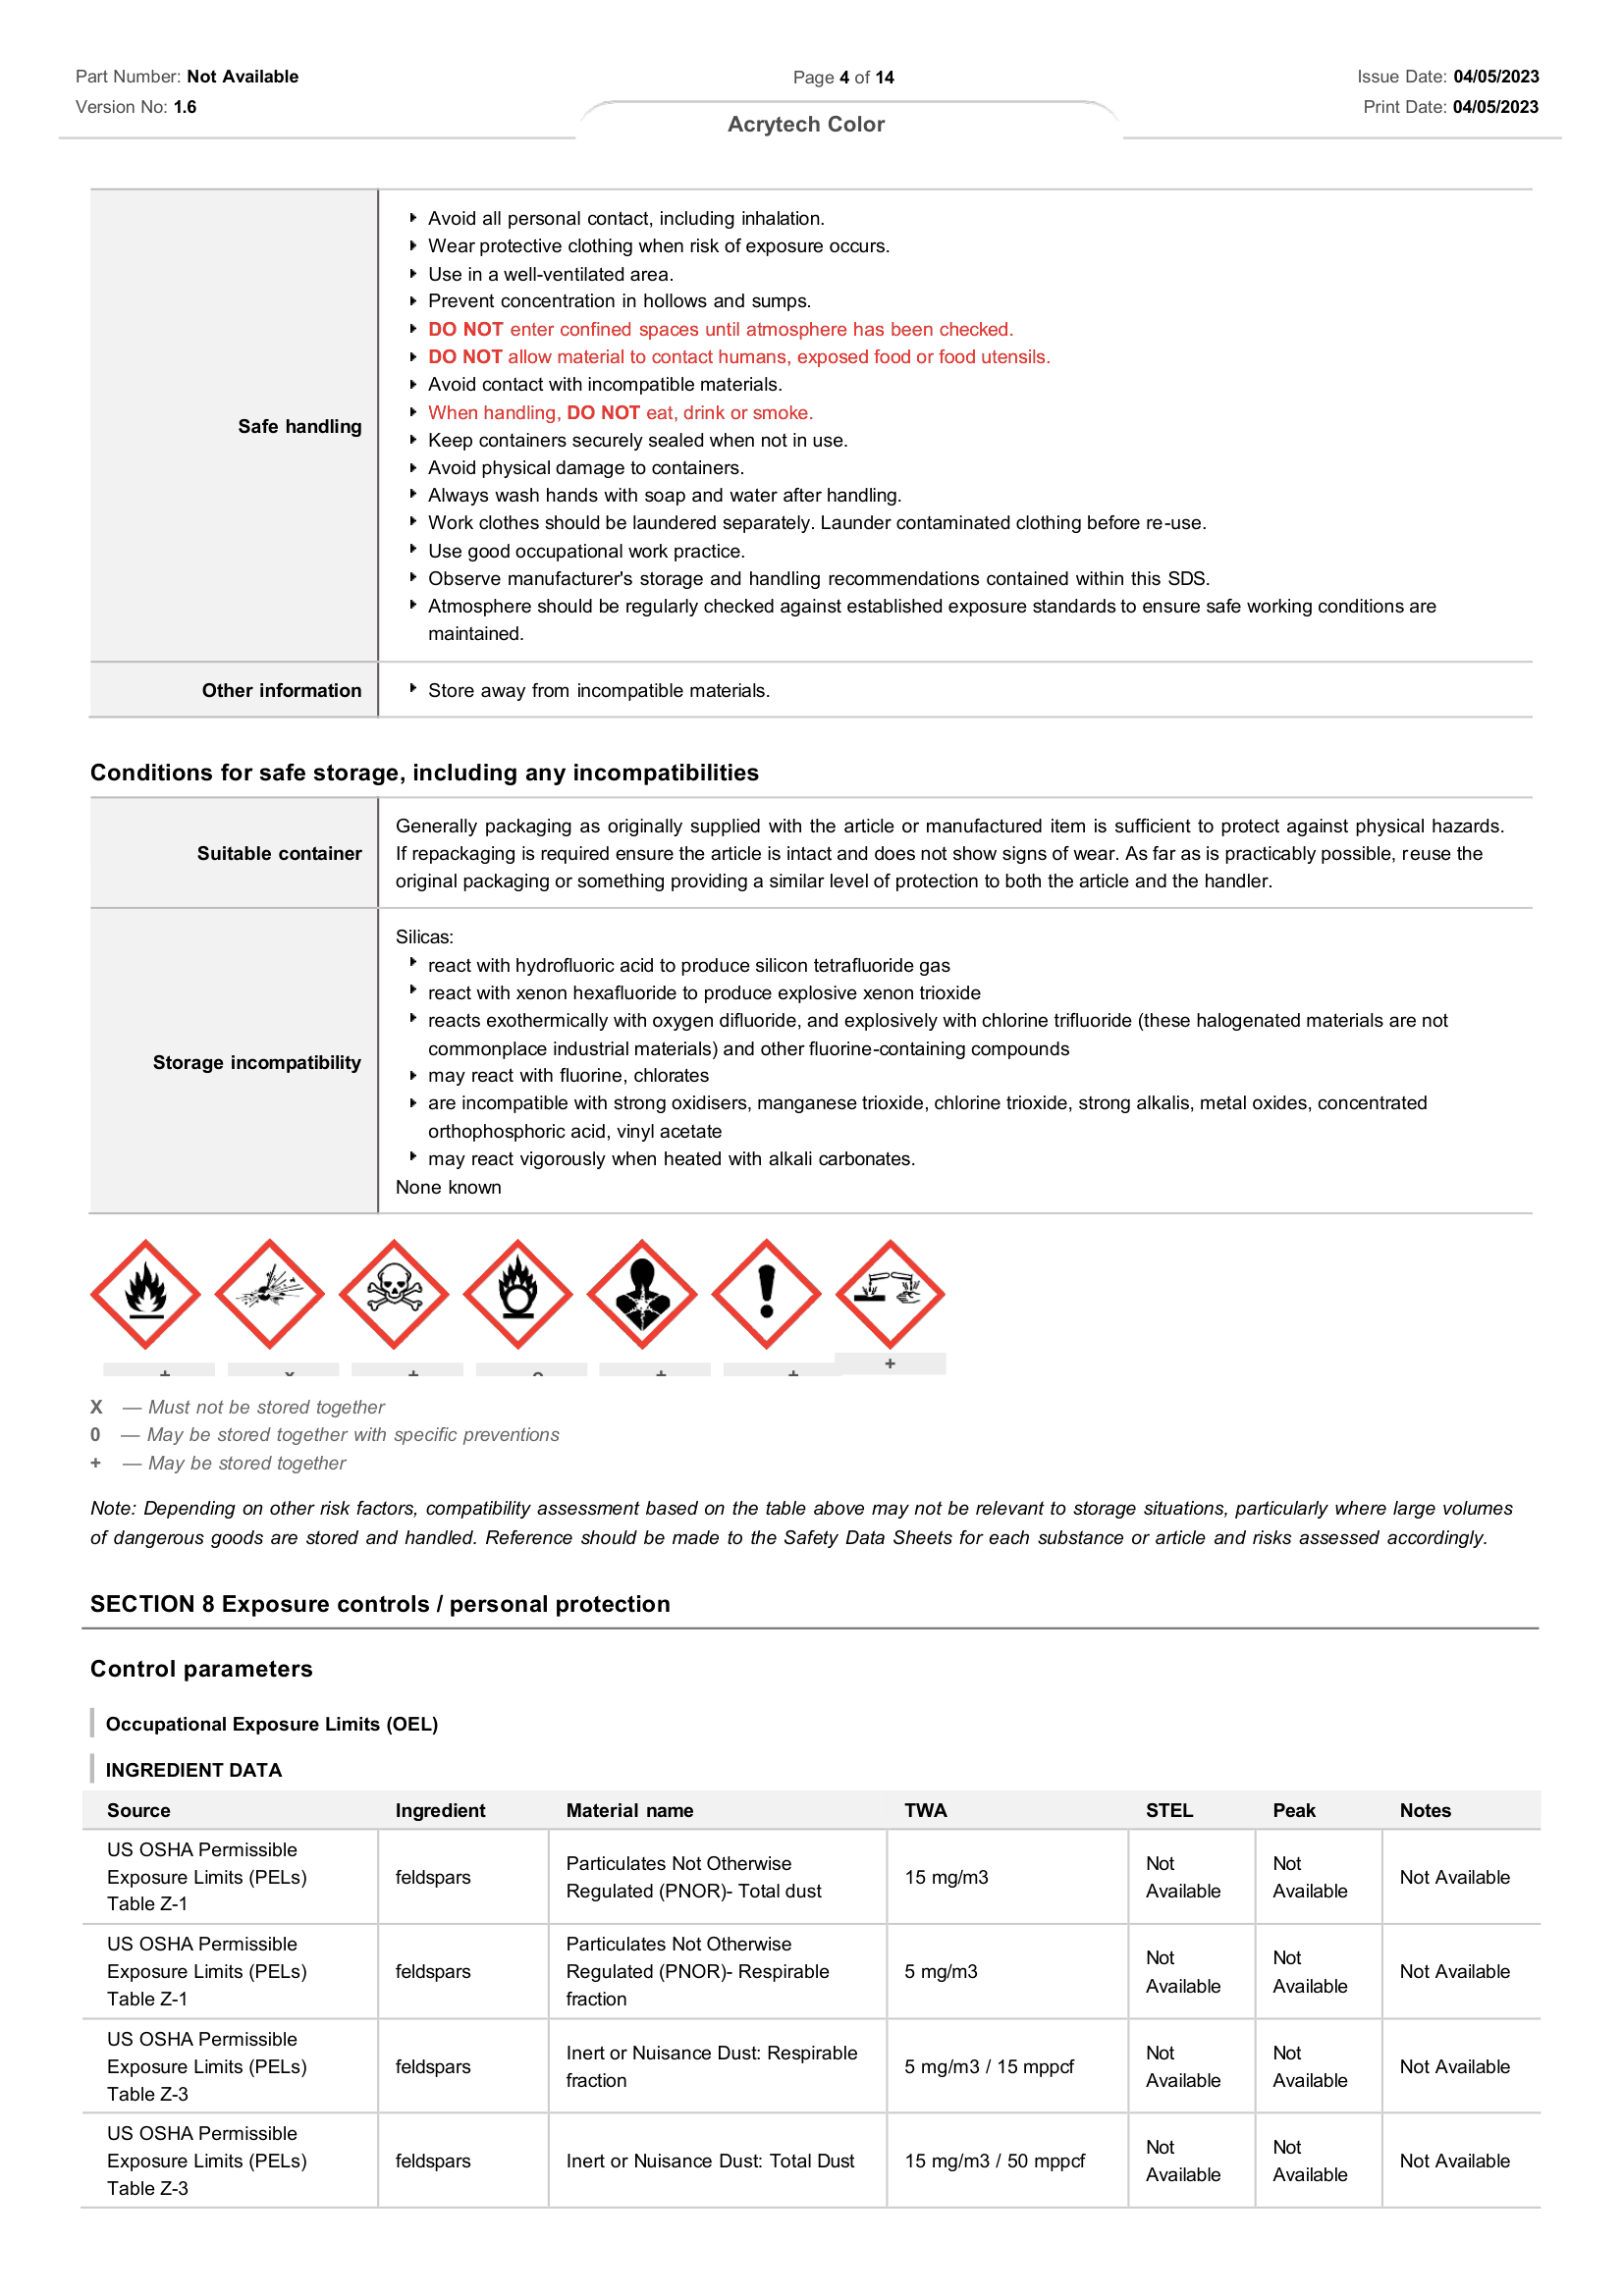 Part Number: Not Available
Version No: 1.6
Page 4 of 14
Acrytech Color
Issue Date: 04/05/2023
Print Date: 04/05/2023
Safe handling
Avoid all personal contact, including inhalation.
Wear protective clothing when risk of exposure occurs.
Use in a well-ventilated area.
Prevent concentration in hollows and sumps.
DO NOT enter confined spaces until atmosphere has been checked.
DO NOT allow material to contact humans, exposed food or food utensils.
Avoid contact with incompatible materials.
When handling, DO NOT eat, drink or smoke.
Keep containers securely sealed when not in use.
Avoid physical damage to containers.
Always wash hands with soap and water after handling.
Work clothes should be laundered separately. Launder contaminated clothing before re-use.
Use good occupational work practice.
Observe manufacturer's storage and handling recommendations contained within this SDS.
Atmosphere should be regularly checked against established exposure standards to ensure safe working conditions are
maintained.
Other information
Store away from incompatible materials.
Conditions for safe storage, including any incompatibilities
Suitable container
Generally packaging as originally supplied with the article or manufactured item is sufficient to protect against physical hazards.
If repackaging is required ensure the article is intact and does not show signs of wear. As far as is practicably possible, reuse the
original packaging or something providing a similar level of protection to both the article and the handler.
Storage incompatibility
Silicas:
react with hydrofluoric acid to produce silicon tetrafluoride gas
react with xenon hexafluoride to produce explosive xenon trioxide
reacts exothermically with oxygen difluoride, and explosively with chlorine trifluoride (these halogenated materials are not
commonplace industrial materials) and other fluorine-containing compounds
may react with fluorine, chlorates
are incompatible with strong oxidisers, manganese trioxide, chlorine trioxide, strong alkalis, metal oxides, concentrated
orthophosphoric acid, vinyl acetate
may react vigorously when heated with alkali carbonates.
None known
+ x + o + + +
X — Must not be stored together
0 — May be stored together with specific preventions
+ — May be stored together
Note: Depending on other risk factors, compatibility assessment based on the table above may not be relevant to storage situations, particularly where large volumes
of dangerous goods are stored and handled. Reference should be made to the Safety Data Sheets for each substance or article and risks assessed accordingly.
SECTION 8 Exposure controls / personal protection
Control parameters
Occupational Exposure Limits (OEL)
INGREDIENT DATA
Source Ingredient Material name TWA STEL Peak Notes
US OSHA Permissible
Exposure Limits (PELs)
Table Z-1
feldspars
Particulates Not Otherwise
Regulated (PNOR)- Total dust
15 mg/m3
Not
Available
Not
Available
Not Available
US OSHA Permissible
Exposure Limits (PELs)
Table Z-1
feldspars
Particulates Not Otherwise
Regulated (PNOR)- Respirable
fraction
5 mg/m3
Not
Available
Not
Available
Not Available
US OSHA Permissible
Exposure Limits (PELs)
Table Z-3
feldspars
Inert or Nuisance Dust: Respirable
fraction
5 mg/m3 / 15 mppcf
Not
Available
Not
Available
Not Available
US OSHA Permissible
Exposure Limits (PELs)
Table Z-3
feldspars
Inert or Nuisance Dust: Total Dust
15 mg/m3 / 50 mppcf
Not
Available
Not
Available
Not Available